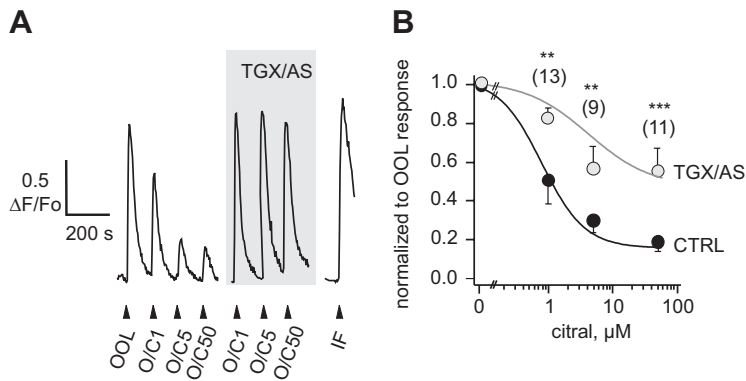 A
TGX/AS
0.5
ΔF/Fo
200 s
OOL
O/C1
O/C5
O/C50
O/C1
O/C5
O/C50
IF
B
normalized to OOL response
1.0
0.8
0.6
0.4
0.2
0.0
**
(13)
**
(9)
***
(11)
TGX/AS
CTRL
0
1
10
100
citral, µM